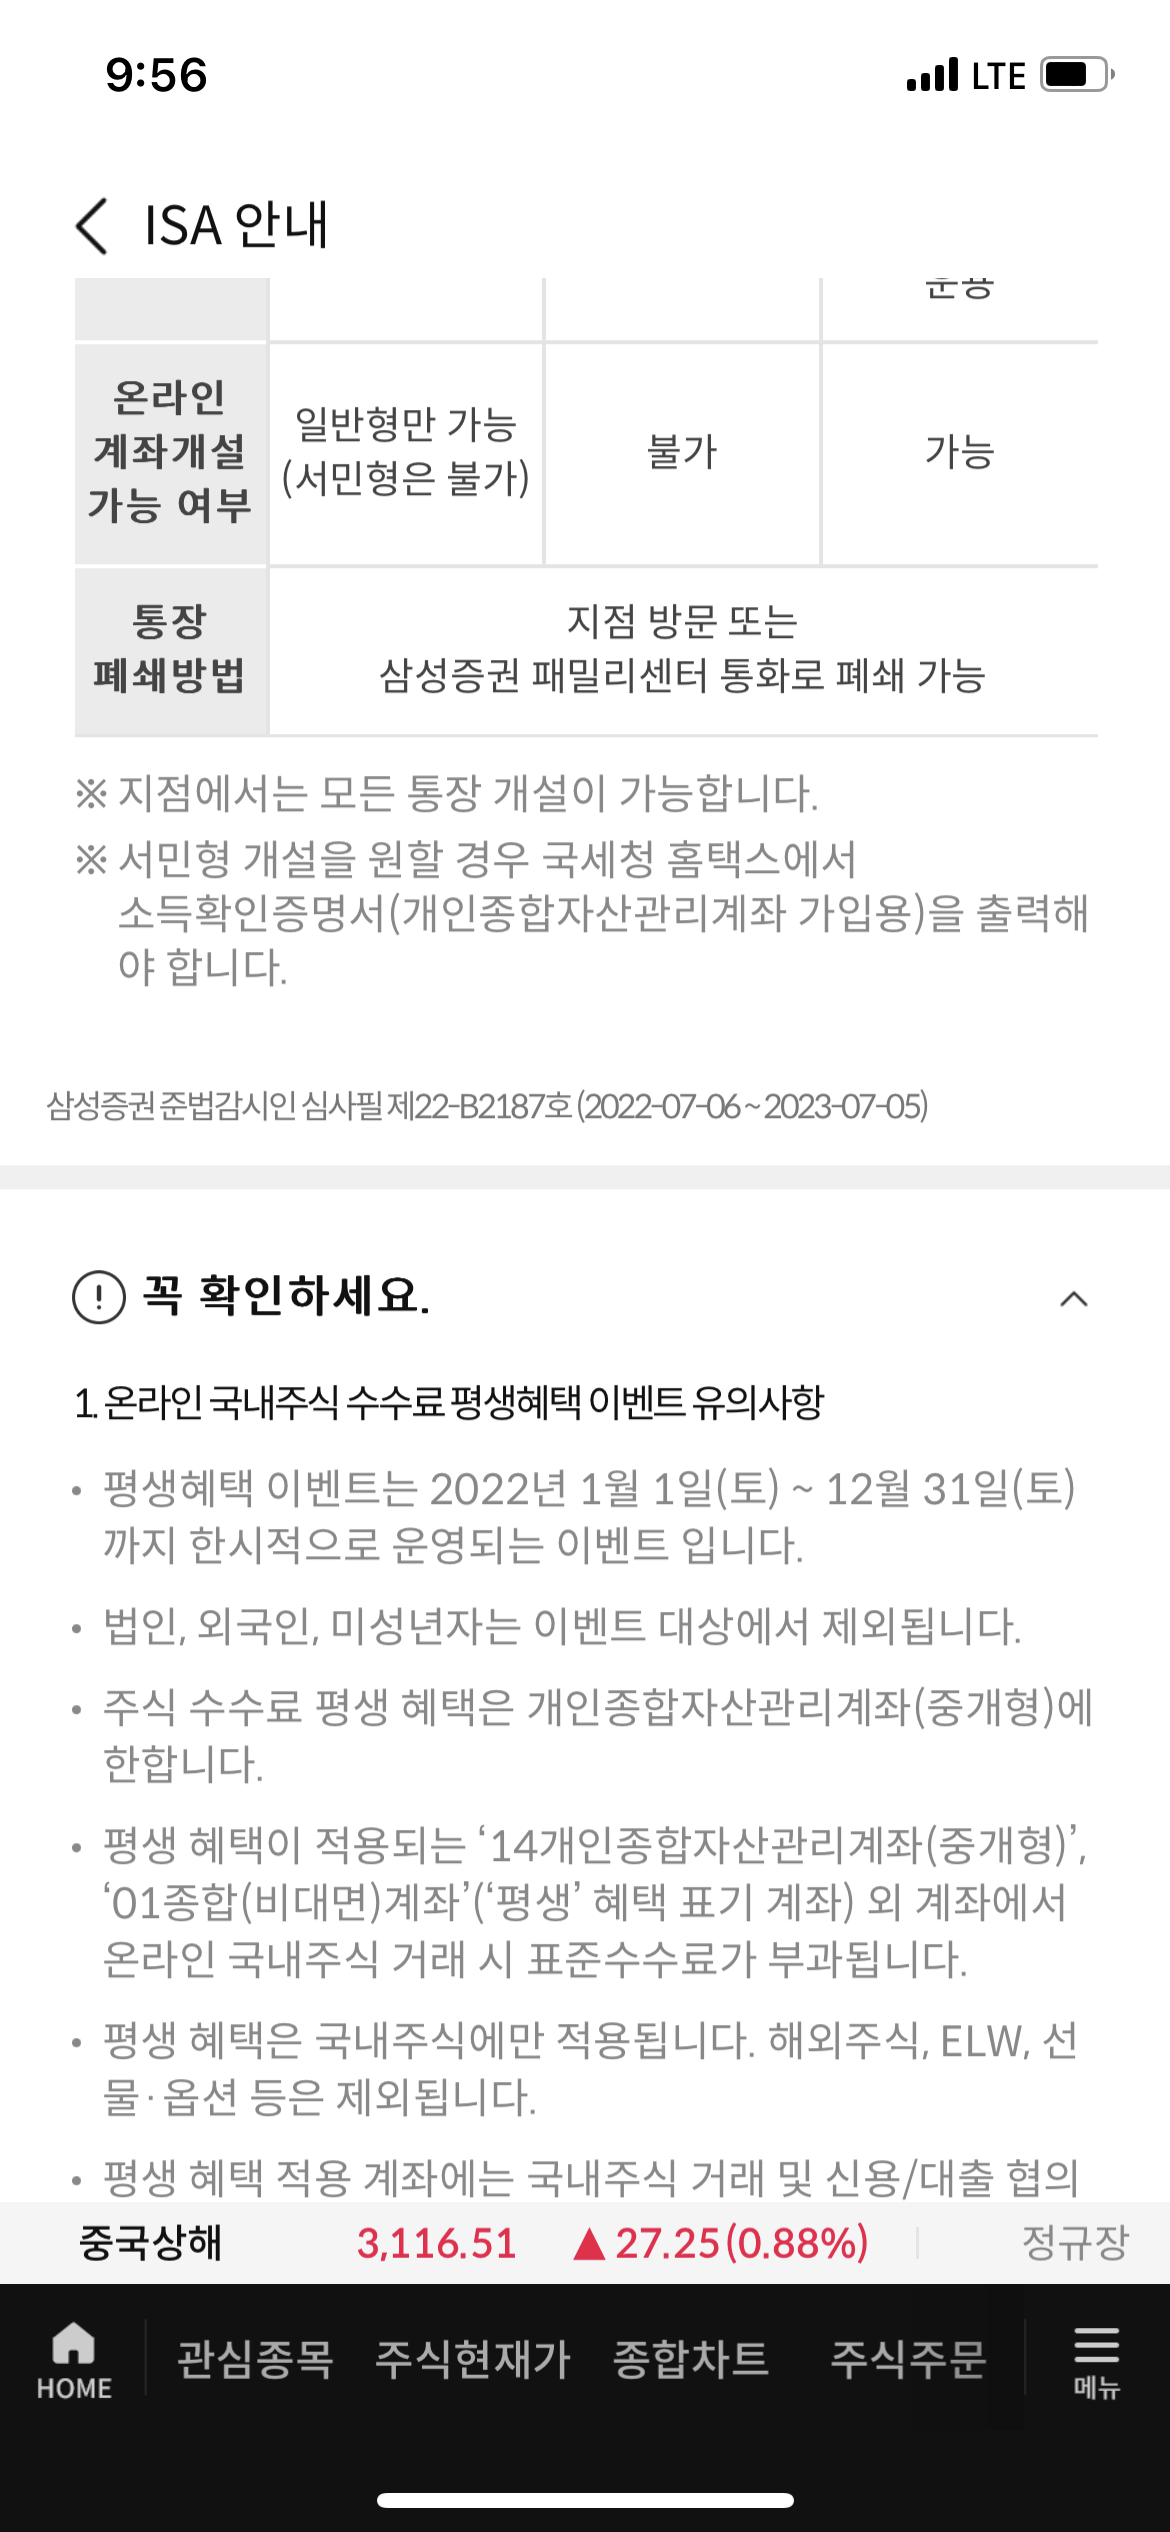 9:56
LTE
ISA 안내
운용
온라인
계좌개설
가능 여부
일반형만 가능
(서민형은 불가)
불가
가능
통장
폐쇄방법
지점 방문 또는
삼성증권 패밀리센터 통화로 폐쇄 가능
※ 지점에서는 모든 통장 개설이 가능합니다.
※ 서민형 개설을 원할 경우 국세청 홈택스에서
소득확인증명서(개인종합자산관리계좌 가입용)을 출력해
야 합니다.
삼성증권 준법감시인 심사필 제22-B2187호 (2022-07-06 ~ 2023-07-05)
꼭 확인하세요.
1. 온라인 국내주식 수수료 평생혜택 이벤트 유의사항
• 평생혜택 이벤트는 2022년 1월 1일(토) ~ 12월 31일(토)
까지 한시적으로 운영되는 이벤트 입니다.
• 법인, 외국인, 미성년자는 이벤트 대상에서 제외됩니다.
• 주식 수수료 평생 혜택은 개인종합자산관리계좌(중개형)에
한합니다.
• 평생 혜택이 적용되는 ‘14개인종합자산관리계좌(중개형)’,
‘01종합(비대면)계좌’(‘평생’ 혜택 표기 계좌) 외 계좌에서
온라인 국내주식 거래 시 표준수수료가 부과됩니다.
• 평생 혜택은 국내주식에만 적용됩니다. 해외주식, ELW, 선
물·옵션 등은 제외됩니다.
• 평생 혜택 적용 계좌에는 국내주식 거래 및 신용/대출 협의
중국상해 3,116.51 ▲ 27.25(0.88%) 정규장
HOME
관심종목 주식현재가 종합차트 주식주문
메뉴